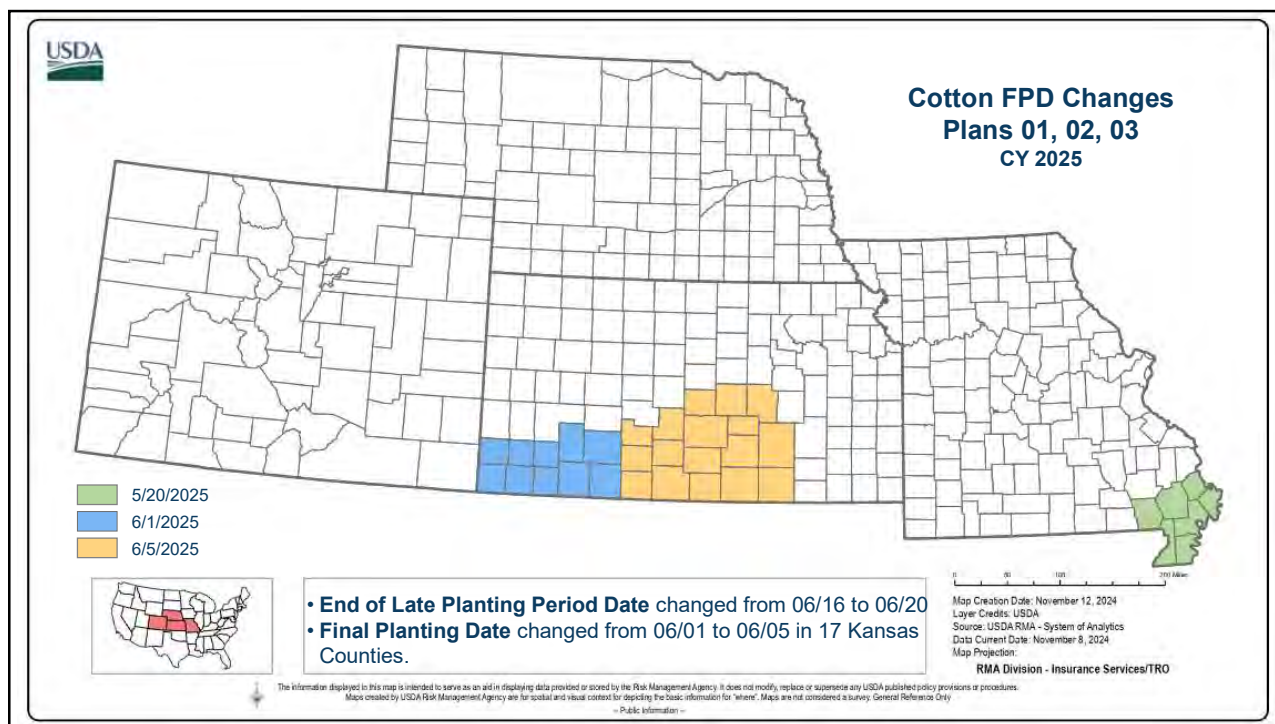 USDA
Cotton FPD Changes
Plans 01, 02, 03
CY 2025
5/20/2025
6/1/2025
6/5/2025
• End of Late Planting Period Date changed from 06/16 to 06/20
• Final Planting Date changed from 06/01 to 06/05 in 17 Kansas
Counties.
0 50 100 200 Miles
Map Creation Date: November 12, 2024
Layer Credits: USDA
Source: USDA RMA - System of Analytics
Data Current Date: November 8, 2024
Map Projection:
RMA Division - Insurance Services/TRO
The information displayed in this map is intended to serve as an aid in displaying data provided or stored by the Risk Management Agency. It does not modify, replace or supersede any USDA published policy provisions or procedures.
Maps created by USDA Risk Management Agency are for spatial and visual context for depicting the basic information for "where". Maps are not considered a survey. General Reference Only
-- Public Information --